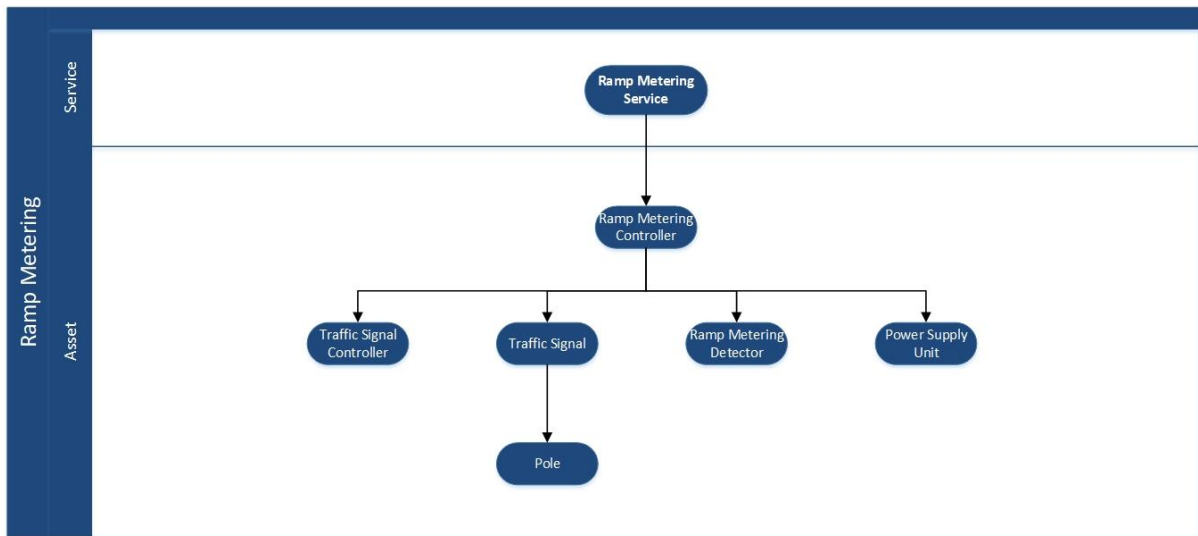 Ramp Metering
Service
Asset
Ramp Metering
Service
Ramp Metering
Controller
Traffic Signal
Controller
Traffic Signal
Ramp Metering
Detector
Power Supply
Unit
Pole